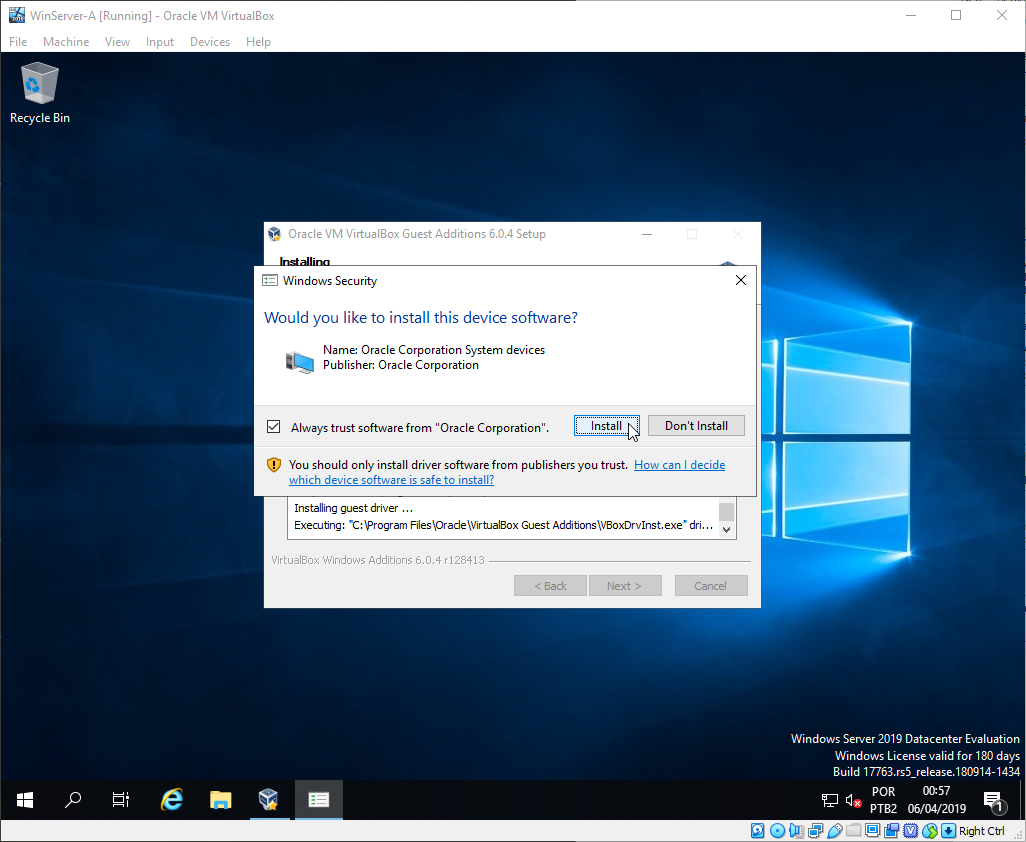 WinServer-A [Running] - Oracle VM VirtualBox
File Machine View Input Devices Help
Recycle Bin
Oracle VM VirtualBox Guest Additions 6.0.4 Setup
Installing
Windows Security
Would you like to install this device software?
Name: Oracle Corporation System devices
Publisher: Oracle Corporation
Always trust software from "Oracle Corporation".
Install
Don't Install
You should only install driver software from publishers you trust. How can I decide
which device software is safe to install?
Installing guest driver ...
Executing: "C:\Program Files\Oracle\VirtualBox Guest Additions\VBoxDrvInst.exe" dri...
VirtualBox Windows Additions 6.0.4 r128413
< Back Next > Cancel
Windows Server 2019 Datacenter Evaluation
Windows License valid for 180 days
Build 17763.rs5_release.180914-1434
POR 00:57
PTB2 06/04/2019
1
Right Ctrl